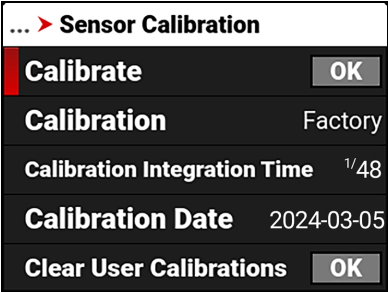 ... > Sensor Calibration
Calibrate OK
Calibration Factory
Calibration Integration Time 1/48
Calibration Date 2024-03-05
Clear User Calibrations OK